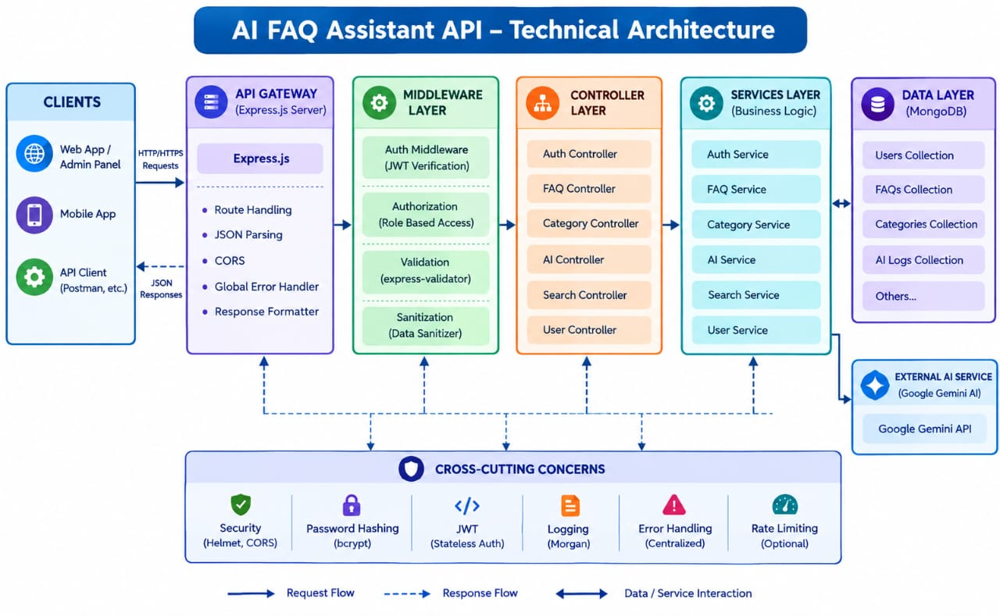 AI FAQ Assistant API – Technical Architecture
CLIENTS
Web App /
Admin Panel
Mobile App
API Client
(Postman, etc.)
HTTP/HTTPS
Requests
JSON
Responses
API GATEWAY
(Express.js Server)
Express.js
• Route Handling
• JSON Parsing
• CORS
• Global Error Handler
• Response Formatter
MIDDLEWARE
LAYER
Auth Middleware
(JWT Verification)
Authorization
(Role Based Access)
Validation
(express-validator)
Sanitization
(Data Sanitizer)
CONTROLLER
LAYER
Auth Controller
FAQ Controller
Category Controller
AI Controller
Search Controller
User Controller
SERVICES LAYER
(Business Logic)
Auth Service
FAQ Service
Category Service
AI Service
Search Service
User Service
DATA LAYER
(MongoDB)
Users Collection
FAQs Collection
Categories Collection
AI Logs Collection
Others...
EXTERNAL AI SERVICE
(Google Gemini AI)
Google Gemini API
CROSS-CUTTING CONCERNS
Security
(Helmet, CORS)
Password Hashing
(bcrypt)
</>
JWT
(Stateless Auth)
Logging
(Morgan)
Error Handling
(Centralized)
Rate Limiting
(Optional)
Request Flow
Response Flow
Data / Service Interaction